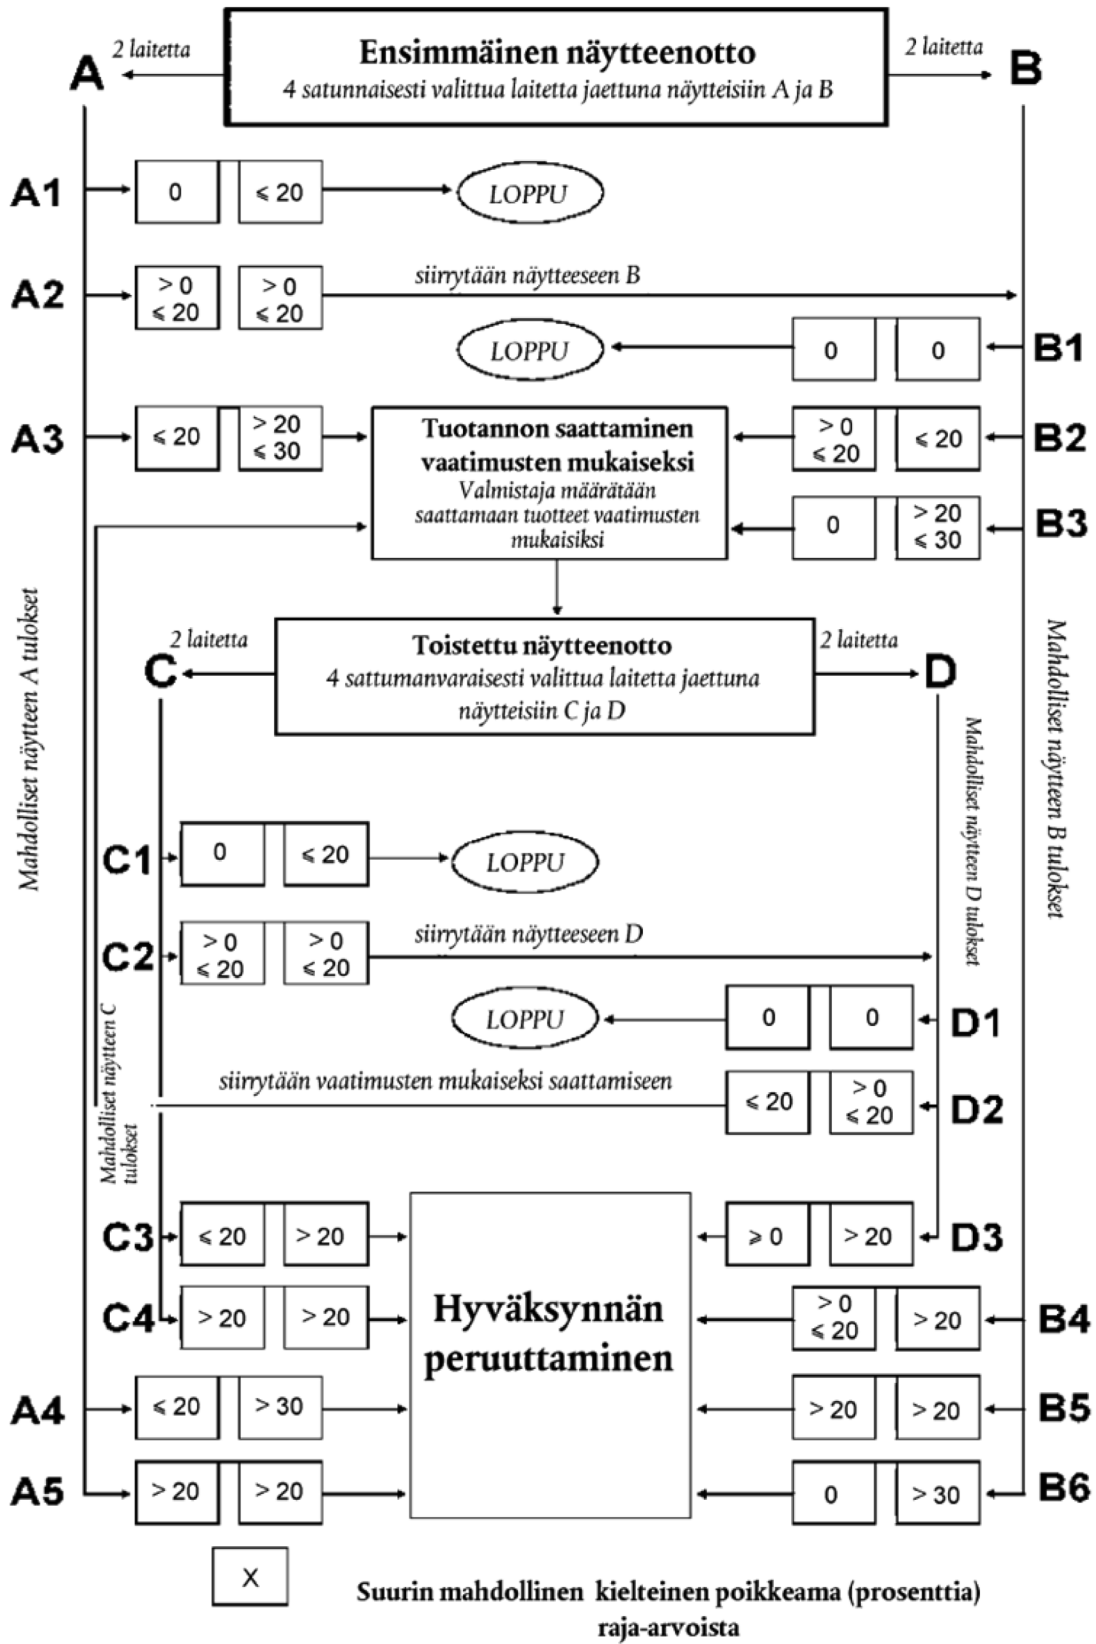 Ensimmäinen näytteenotto
4 satunnaisesti valittua laitetta jaettuna näytteisiin A ja B
A
2 laitetta
2 laitetta
B
A1
0
≤ 20
LOPPU
A2
> 0
≤ 20
> 0
≤ 20
siirrytään näytteeseen B
LOPPU
0
0
B1
A3
≤ 20
> 20
≤ 30
Tuotannon saattaminen
vaatimusten mukaiseksi
Valmistaja määrätään
saattamaan tuotteet vaatimusten
mukaisiksi
> 0
≤ 20
≤ 20
B2
0
> 20
≤ 30
B3
Mahdolliset näytteen A tulokset
Mahdolliset näytteen B tulokset
C
2 laitetta
Toistettu näytteenotto
4 sattumanvaraisesti valittua laitetta jaettuna
näytteisiin C ja D
2 laitetta
D
Mahdolliset näytteen D tulokset
C1
0
≤ 20
LOPPU
C2
> 0
≤ 20
> 0
≤ 20
siirrytään näytteeseen D
LOPPU
0
0
D1
Mahdolliset näytteen C
tulokset
siirrytään vaatimusten mukaiseksi saattamiseen
≤ 20
> 0
≤ 20
D2
C3
≤ 20
> 20
Hyväksynnän
peruuttaminen
≥ 0
> 20
D3
C4
> 20
> 20
> 0
≤ 20
> 20
B4
A4
≤ 20
> 30
> 20
> 20
B5
A5
> 20
> 20
0
> 30
B6
X
Suurin mahdollinen kielteinen poikkeama (prosenttia)
raja-arvoista